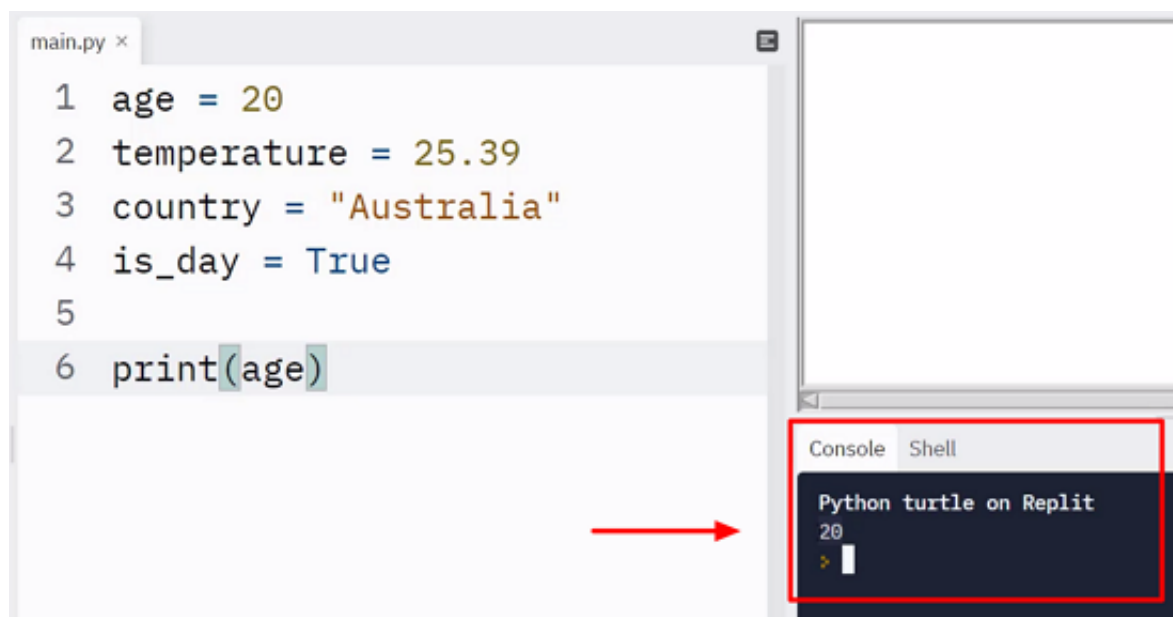 main.py ×
1 age = 20
2 temperature = 25.39
3 country = "Australia"
4 is_day = True
5
6 print(age)
Console Shell
Python turtle on Replit
20
>